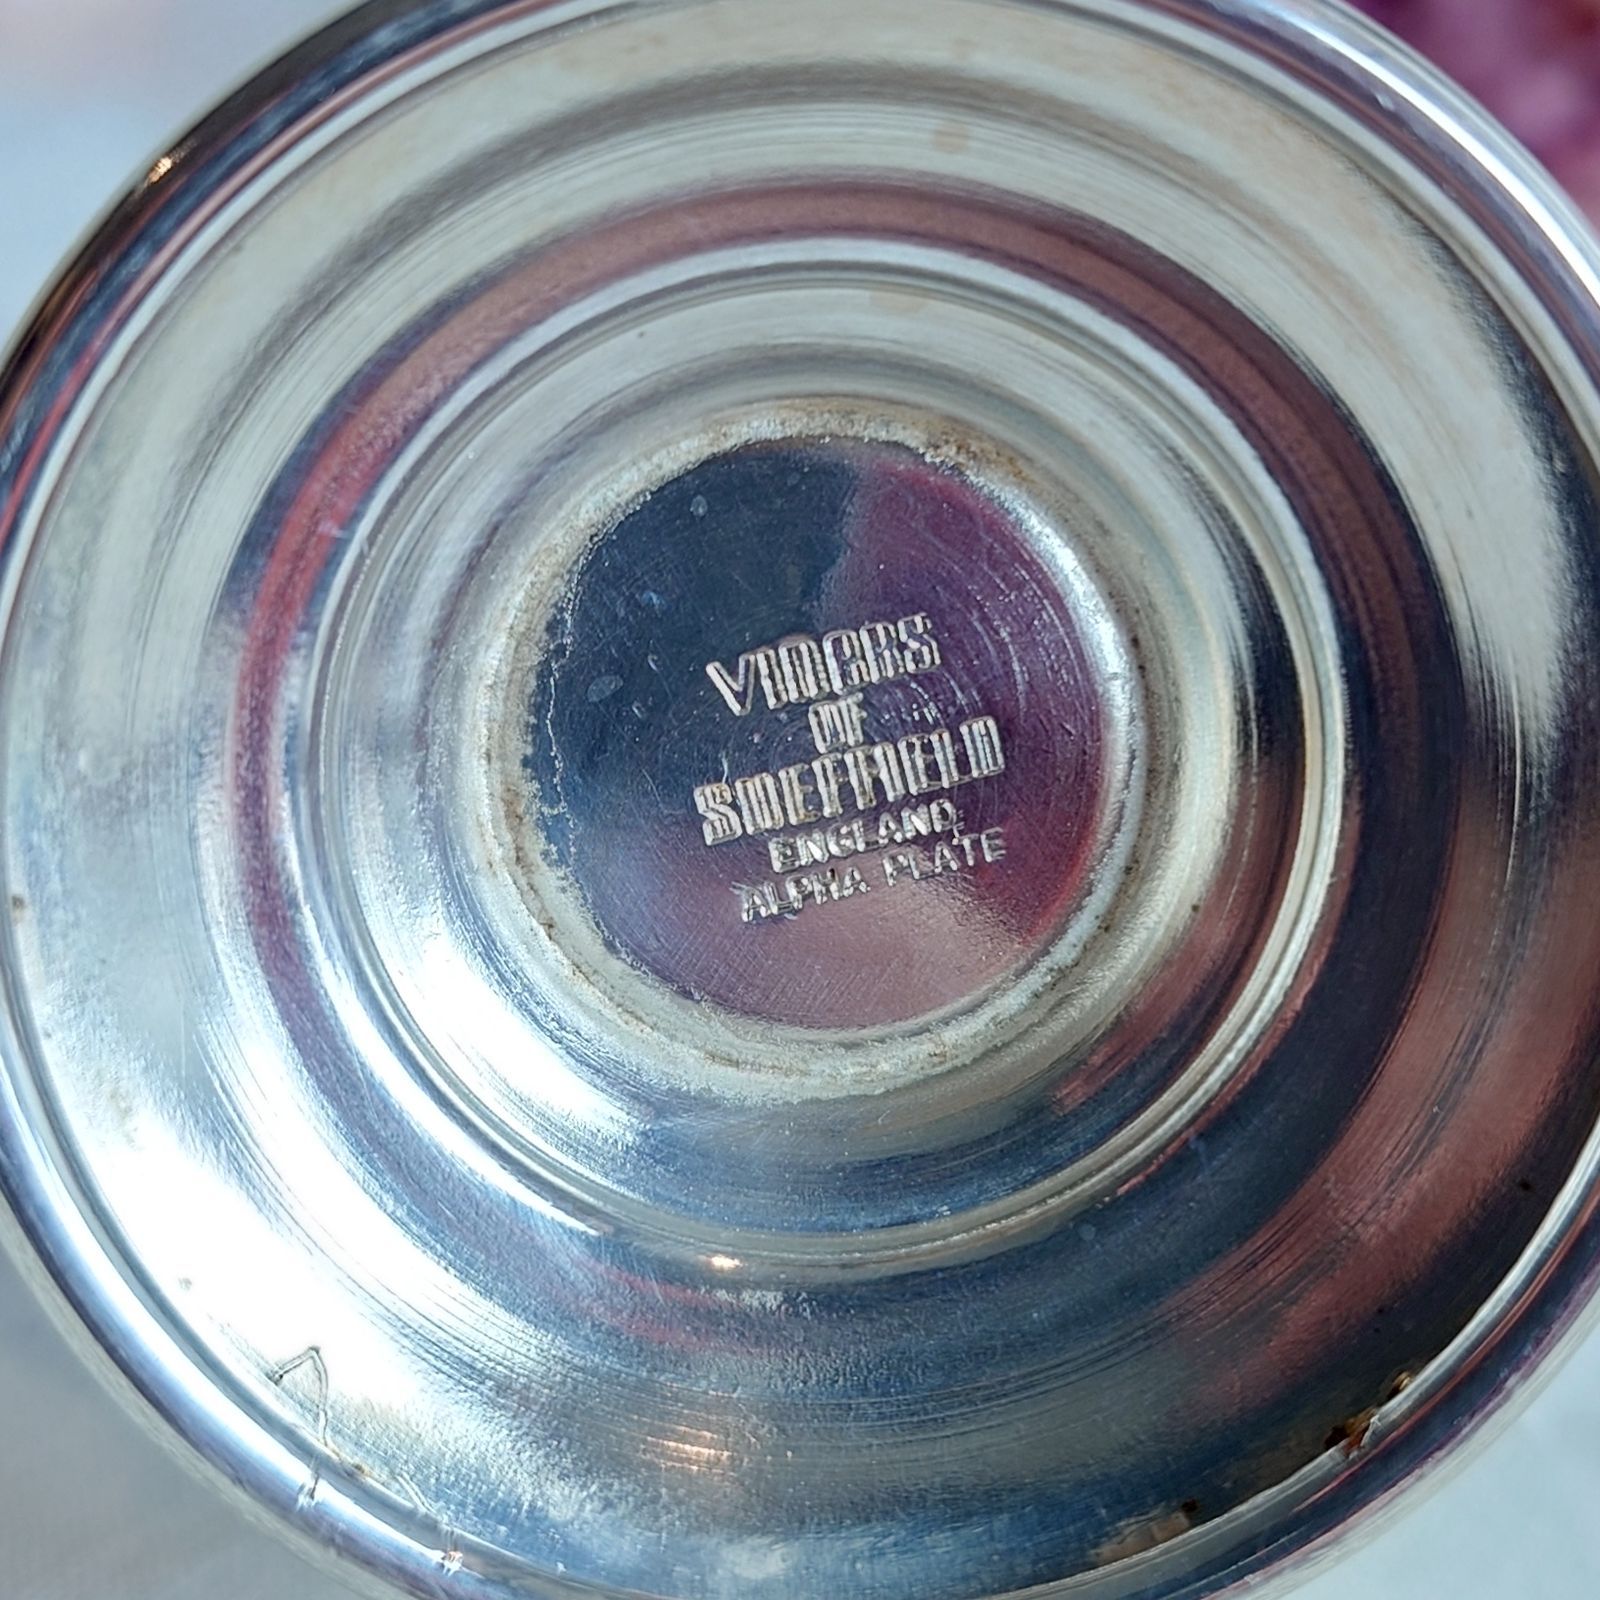 VINERS
OF
SHEFFIELD
ENGLAND
ALPHA PLATE